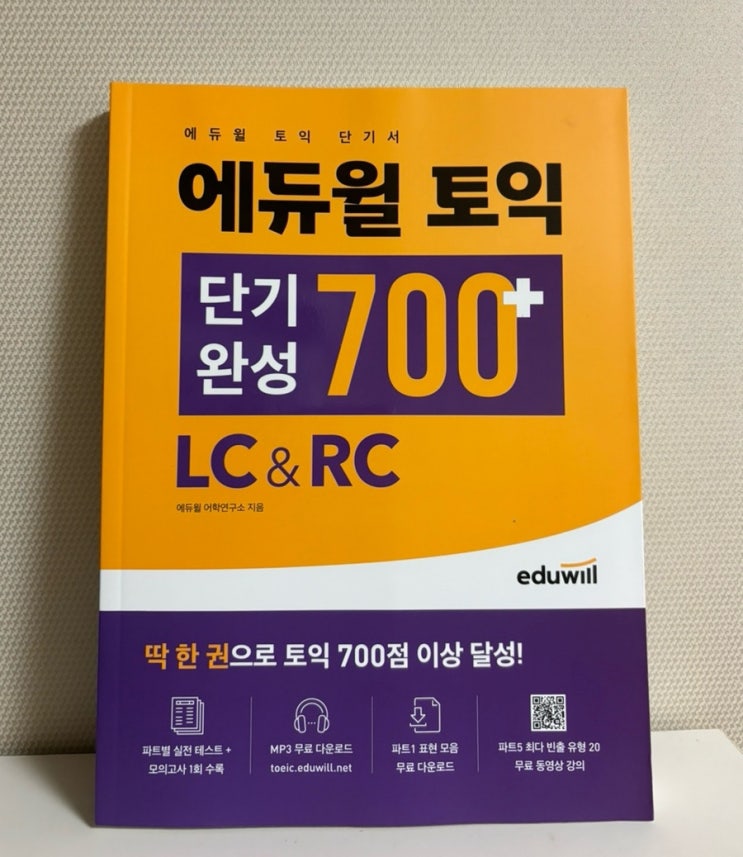 에듀윌 토익 단기서
에듀윌 토익
단기
완성
700+
LC & RC
에듀윌 어학연구소 지음
eduwill
딱 한 권으로 토익 700점 이상 달성!
파트별 실전 테스트 +
모의고사 1회 수록
MP3 무료 다운로드
toeic.eduwill.net
파트1 표현 모음
무료 다운로드
파트5 최다 빈출 유형 20
무료 동영상 강의